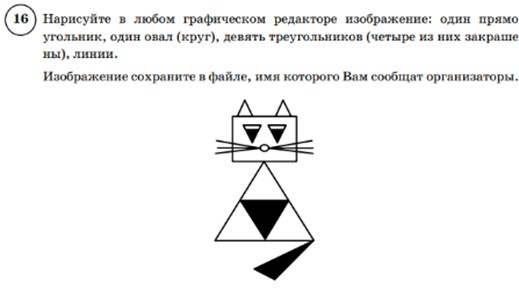 16 Нарисуйте в любом графическом редакторе изображение: один прямо
угольник, один овал (круг), девять треугольников (четыре из них закраше
ны), линии.
Изображение сохраните в файле, имя которого Вам сообщат организаторы.